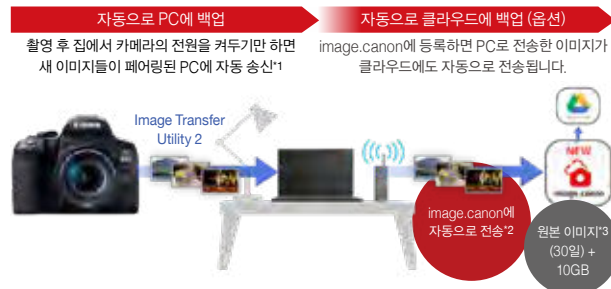 자동으로 PC에 백업
자동으로 클라우드에 백업 (옵션)
촬영 후 집에서 카메라의 전원을 켜두기만 하면
새 이미지들이 페어링된 PC에 자동 송신*1
image.canon에 등록하면 PC로 전송한 이미지가
클라우드에도 자동으로 전송됩니다.
Image Transfer
Utility 2
Canon
NEW
image.canon
image.canon에
자동으로 전송*2
원본 이미지*3
(30일) +
10GB